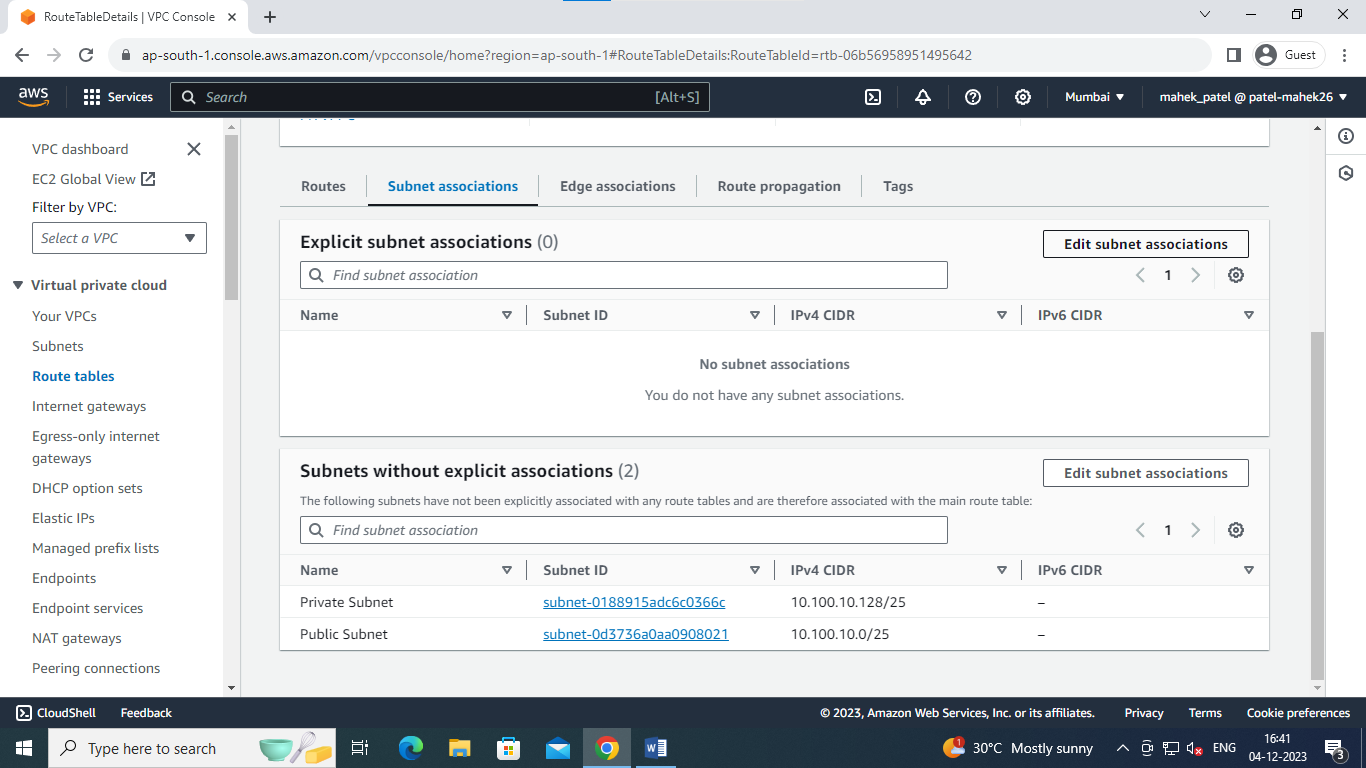 RouteTableDetails | VPC Console
ap-south-1.console.aws.amazon.com/vpcconsole/home?region=ap-south-1#RouteTableDetails:RouteTableId=rtb-06b56958951495642
Guest
aws
Services
Search
[Alt+S]
Mumbai
mahek_patel @ patel-mahek26
VPC dashboard
EC2 Global View
Filter by VPC:
Select a VPC
Virtual private cloud
Your VPCs
Subnets
Route tables
Internet gateways
Egress-only internet
gateways
DHCP option sets
Elastic IPs
Managed prefix lists
Endpoints
Endpoint services
NAT gateways
Peering connections
Routes
Subnet associations
Edge associations
Route propagation
Tags
Explicit subnet associations (0)
Edit subnet associations
Find subnet association
1
Name
Subnet ID
IPv4 CIDR
IPv6 CIDR
No subnet associations
You do not have any subnet associations.
Subnets without explicit associations (2)
Edit subnet associations
The following subnets have not been explicitly associated with any route tables and are therefore associated with the main route table:
Find subnet association
1
Name
Subnet ID
IPv4 CIDR
IPv6 CIDR
Private Subnet
subnet-0188915adc6c0366c
10.100.10.128/25
–
Public Subnet
subnet-0d3736a0aa0908021
10.100.10.0/25
–
CloudShell
Feedback
© 2023, Amazon Web Services, Inc. or its affiliates.
Privacy
Terms
Cookie preferences
Type here to search
1
30°C Mostly sunny
ENG
16:41
04-12-2023
3